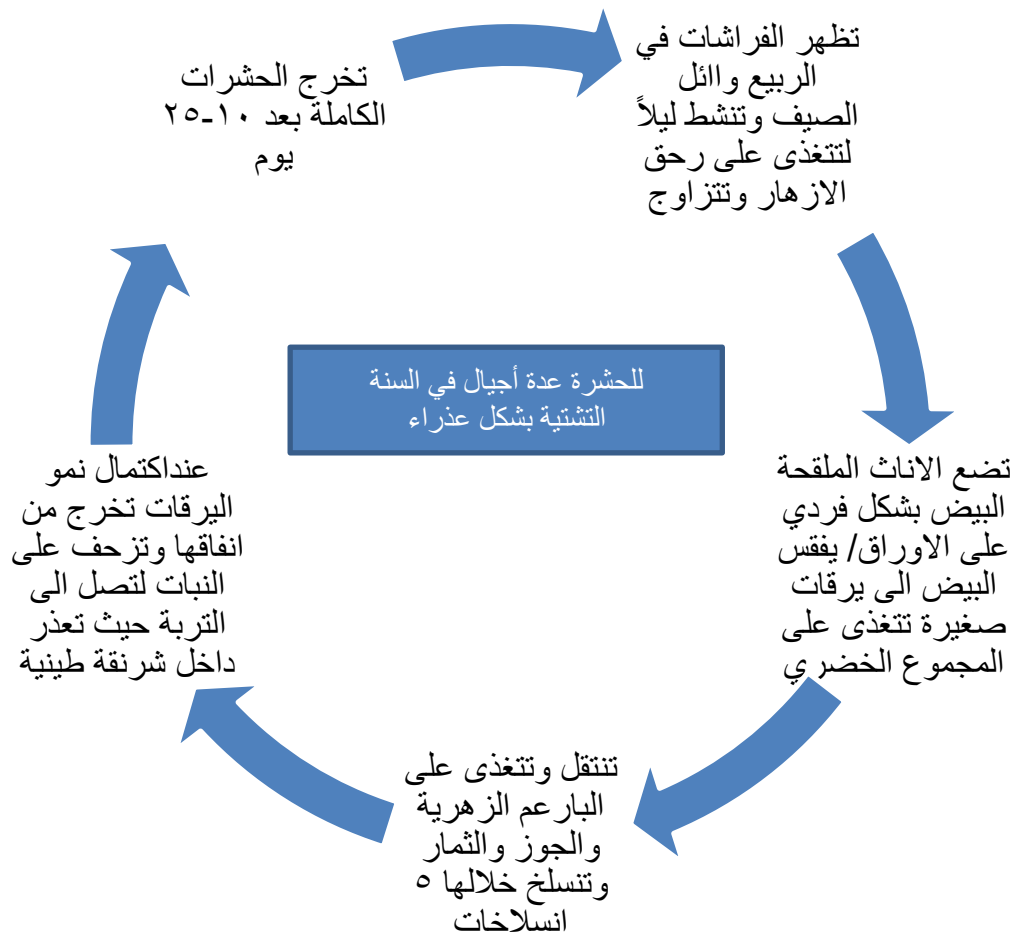 تظهر الفراشات في
الربيع واائل
الصيف وتنشط ليلاً
لتتغذى على رحق
الازهار وتتزاوج
تضع الاناث الملقحة
البيض بشكل فردي
على الاوراق/ يفقس
البيض الى يرقات
صغيرة تتغذى على
المجموع الخضري
تنتقل وتتغذى على
البارعم الزهرية
والجوز والثمار
وتنسلخ خلالها ٥
انسلاخات
عنداكتمال نمو
اليرقات تخرج من
انفاقها وتزحف على
النبات لتصل الى
التربة حيث تعذر
داخل شرنقة طينية
تخرج الحشرات
الكاملة بعد ١٠-٢٥
يوم
للحشرة عدة أجيال في السنة
التشتية بشكل عذراء